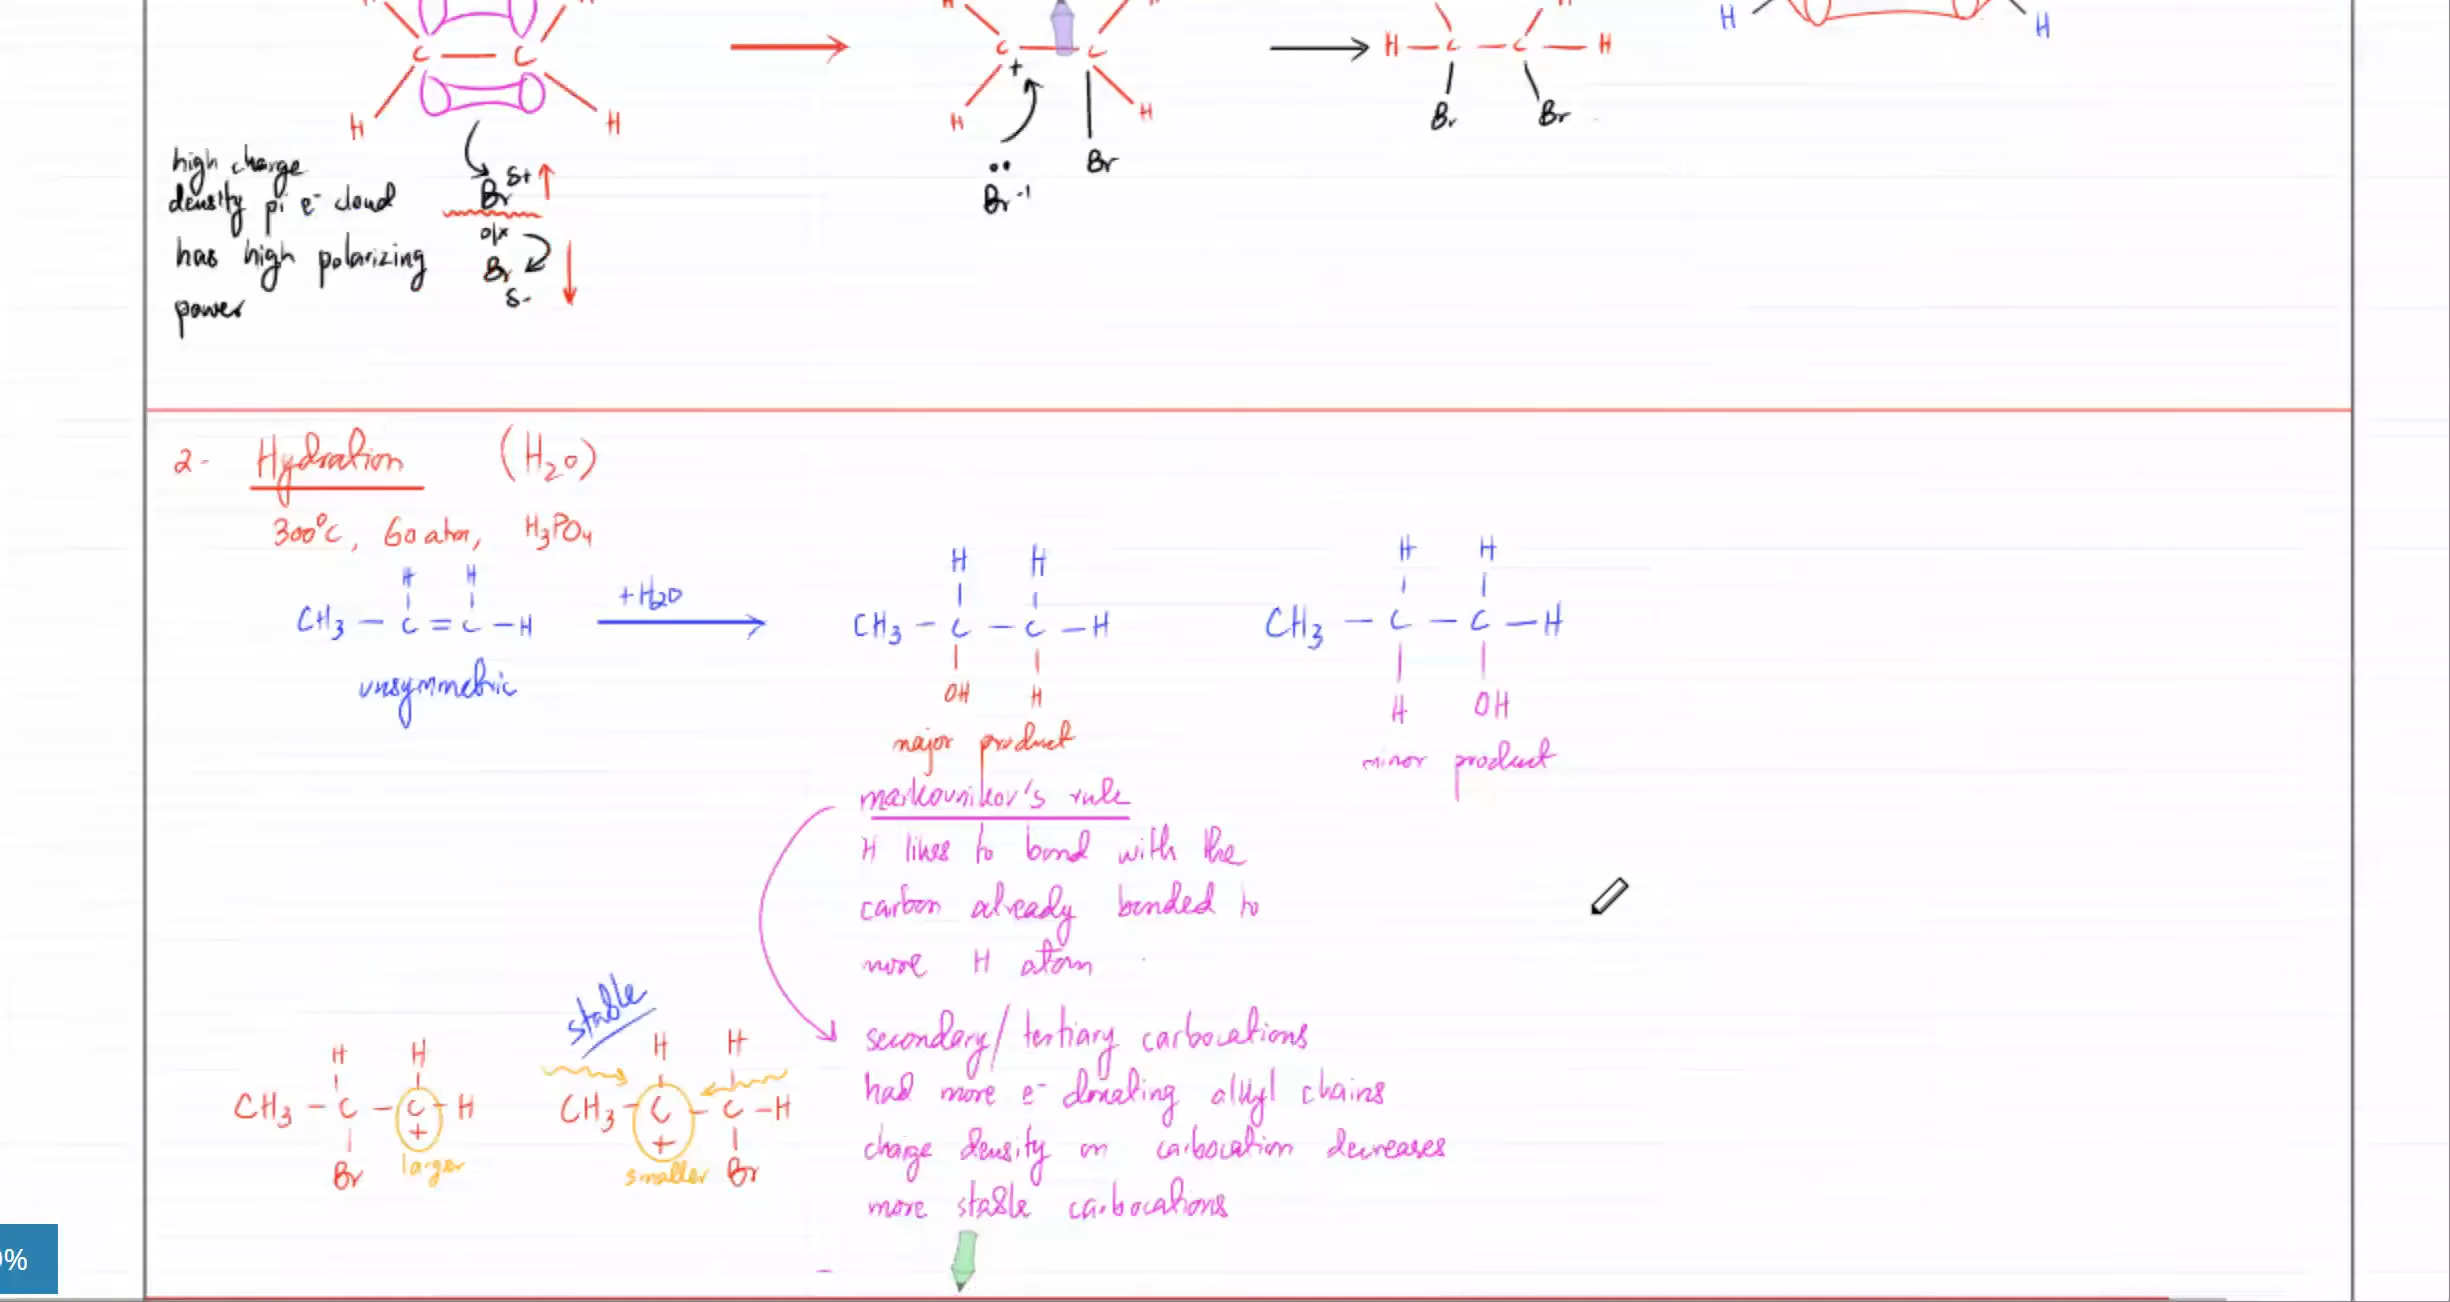 H
H
C — C
H H
high charge
density pi e⁻ cloud
has high polarizing
power
Br δ+
o|x
Br
δ-
C — C
+
H H
Br⁻¹ Br
H — C — C — H
Br Br
2- Hydration (H₂O)
300°C, 60 atm, H₃PO₄
H H
CH₃ — C = C — H
unsymmetric
+H₂O
H H
CH₃ — C — C — H
OH H
major product
H H
CH₃ — C — C — H
H OH
minor product
markovnikov's rule
H likes to bond with the
carbon already bonded to
more H atom
secondary/ tertiary carbocations
had more e⁻ donating alkyl chains
charge density on carbocation decreases
more stable carbocations
H H
CH₃ — C — C — H
+
Br larger
stable
H H
CH₃ — C — C — H
+
smaller Br
%